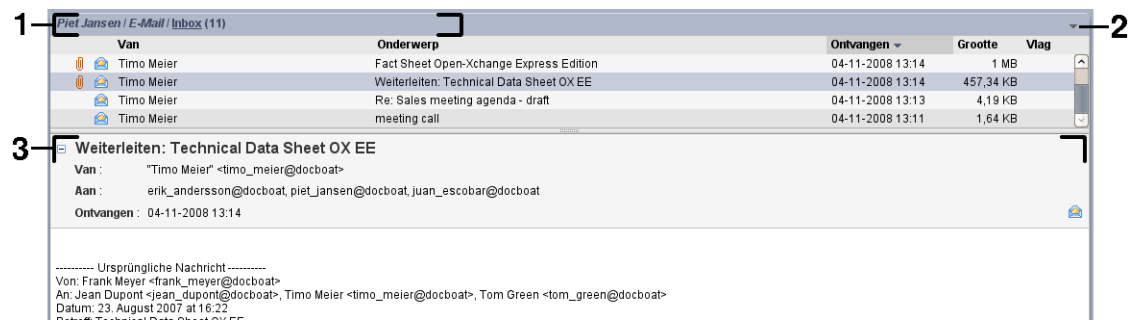 1
Piet Jansen / E-Mail / Inbox (11)
2
Van Onderwerp Ontvangen Grootte Vlag
Timo Meier Fact Sheet Open-Xchange Express Edition 04-11-2008 13:14 1 MB
Timo Meier Weiterleiten: Technical Data Sheet OX EE 04-11-2008 13:14 457,34 KB
Timo Meier Re: Sales meeting agenda - draft 04-11-2008 13:13 4,19 KB
Timo Meier meeting call 04-11-2008 13:11 1,64 KB
3
Weiterleiten: Technical Data Sheet OX EE
Van : "Timo Meier" <timo_meier@docboat>
Aan : erik_andersson@docboat, piet_jansen@docboat, juan_escobar@docboat
Ontvangen : 04-11-2008 13:14
---------- Ursprüngliche Nachricht ----------
Von: Frank Meyer <frank_meyer@docboat>
An: Jean Dupont <jean_dupont@docboat>, Timo Meier <timo_meier@docboat>, Tom Green <tom_green@docboat>
Datum: 23. August 2007 at 16:22
Betreff: Technical Data Sheet OX EE